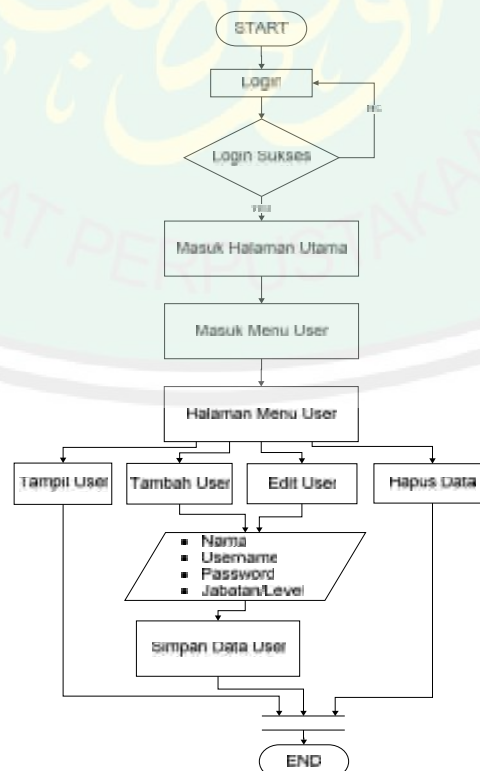 START
Login
NO
Login Sukses
YES
Masuk Halaman Utama
Masuk Menu User
Halaman Menu User
Tampil User
Tambah User
Edit User
Hapus Data
Nama
Username
Password
Jabatan/Level
Simpan Data User
END